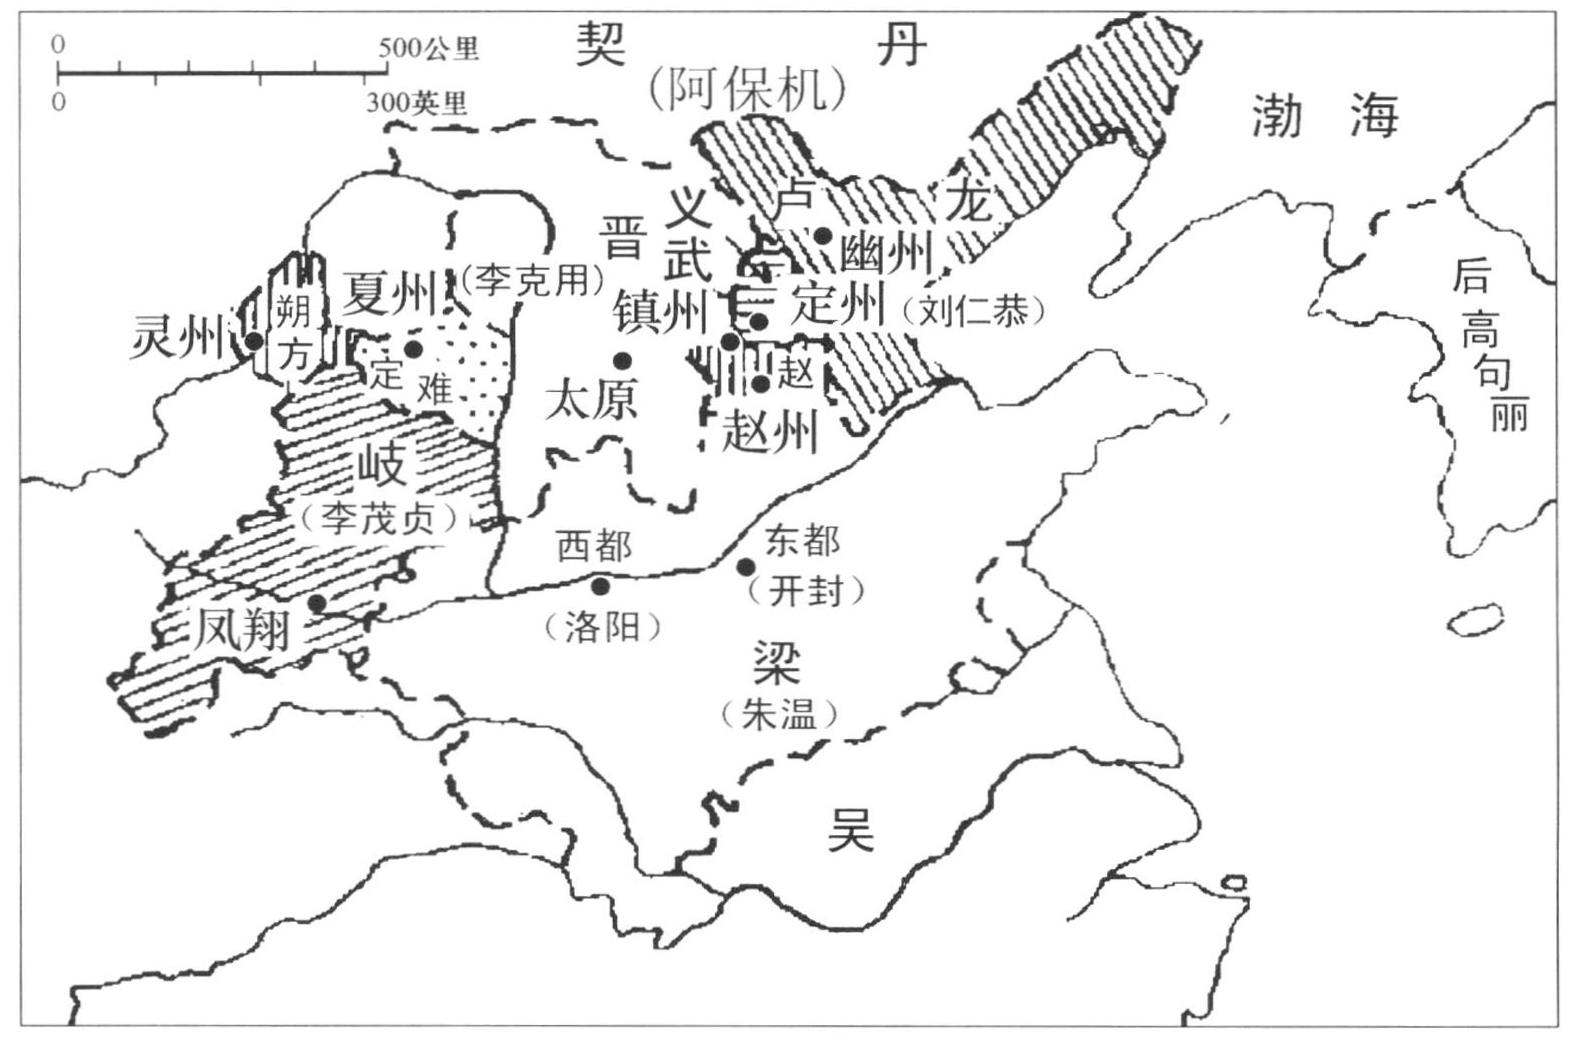 0 500公里
0 300英里
契丹
(阿保机)
渤海
卢龙
幽州
(刘仁恭)
义武
定州
晋
(李克用)
镇州
太原
赵
赵州
夏州
定难
朔方
灵州
岐
(李茂贞)
凤翔
西都
(洛阳)
东都
(开封)
梁
(朱温)
吴
后高句丽